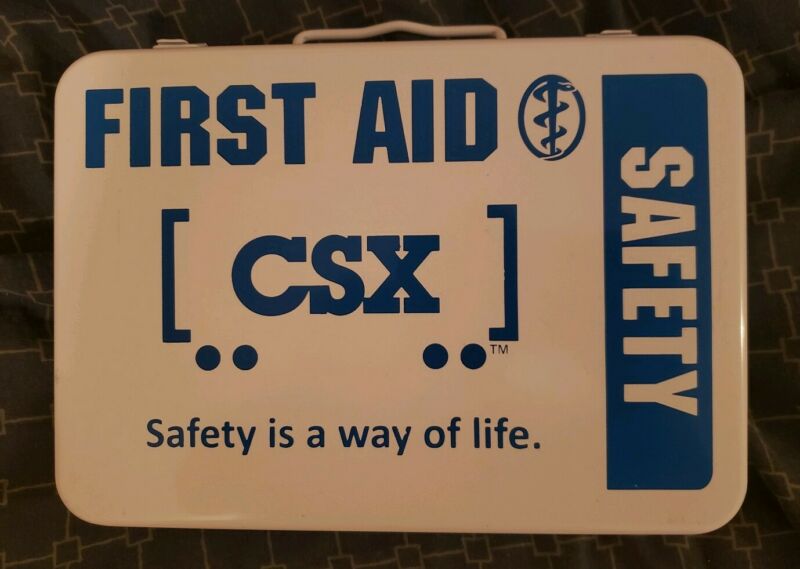 FIRST AID
SAFETY
[CSX]
TM
Safety is a way of life.